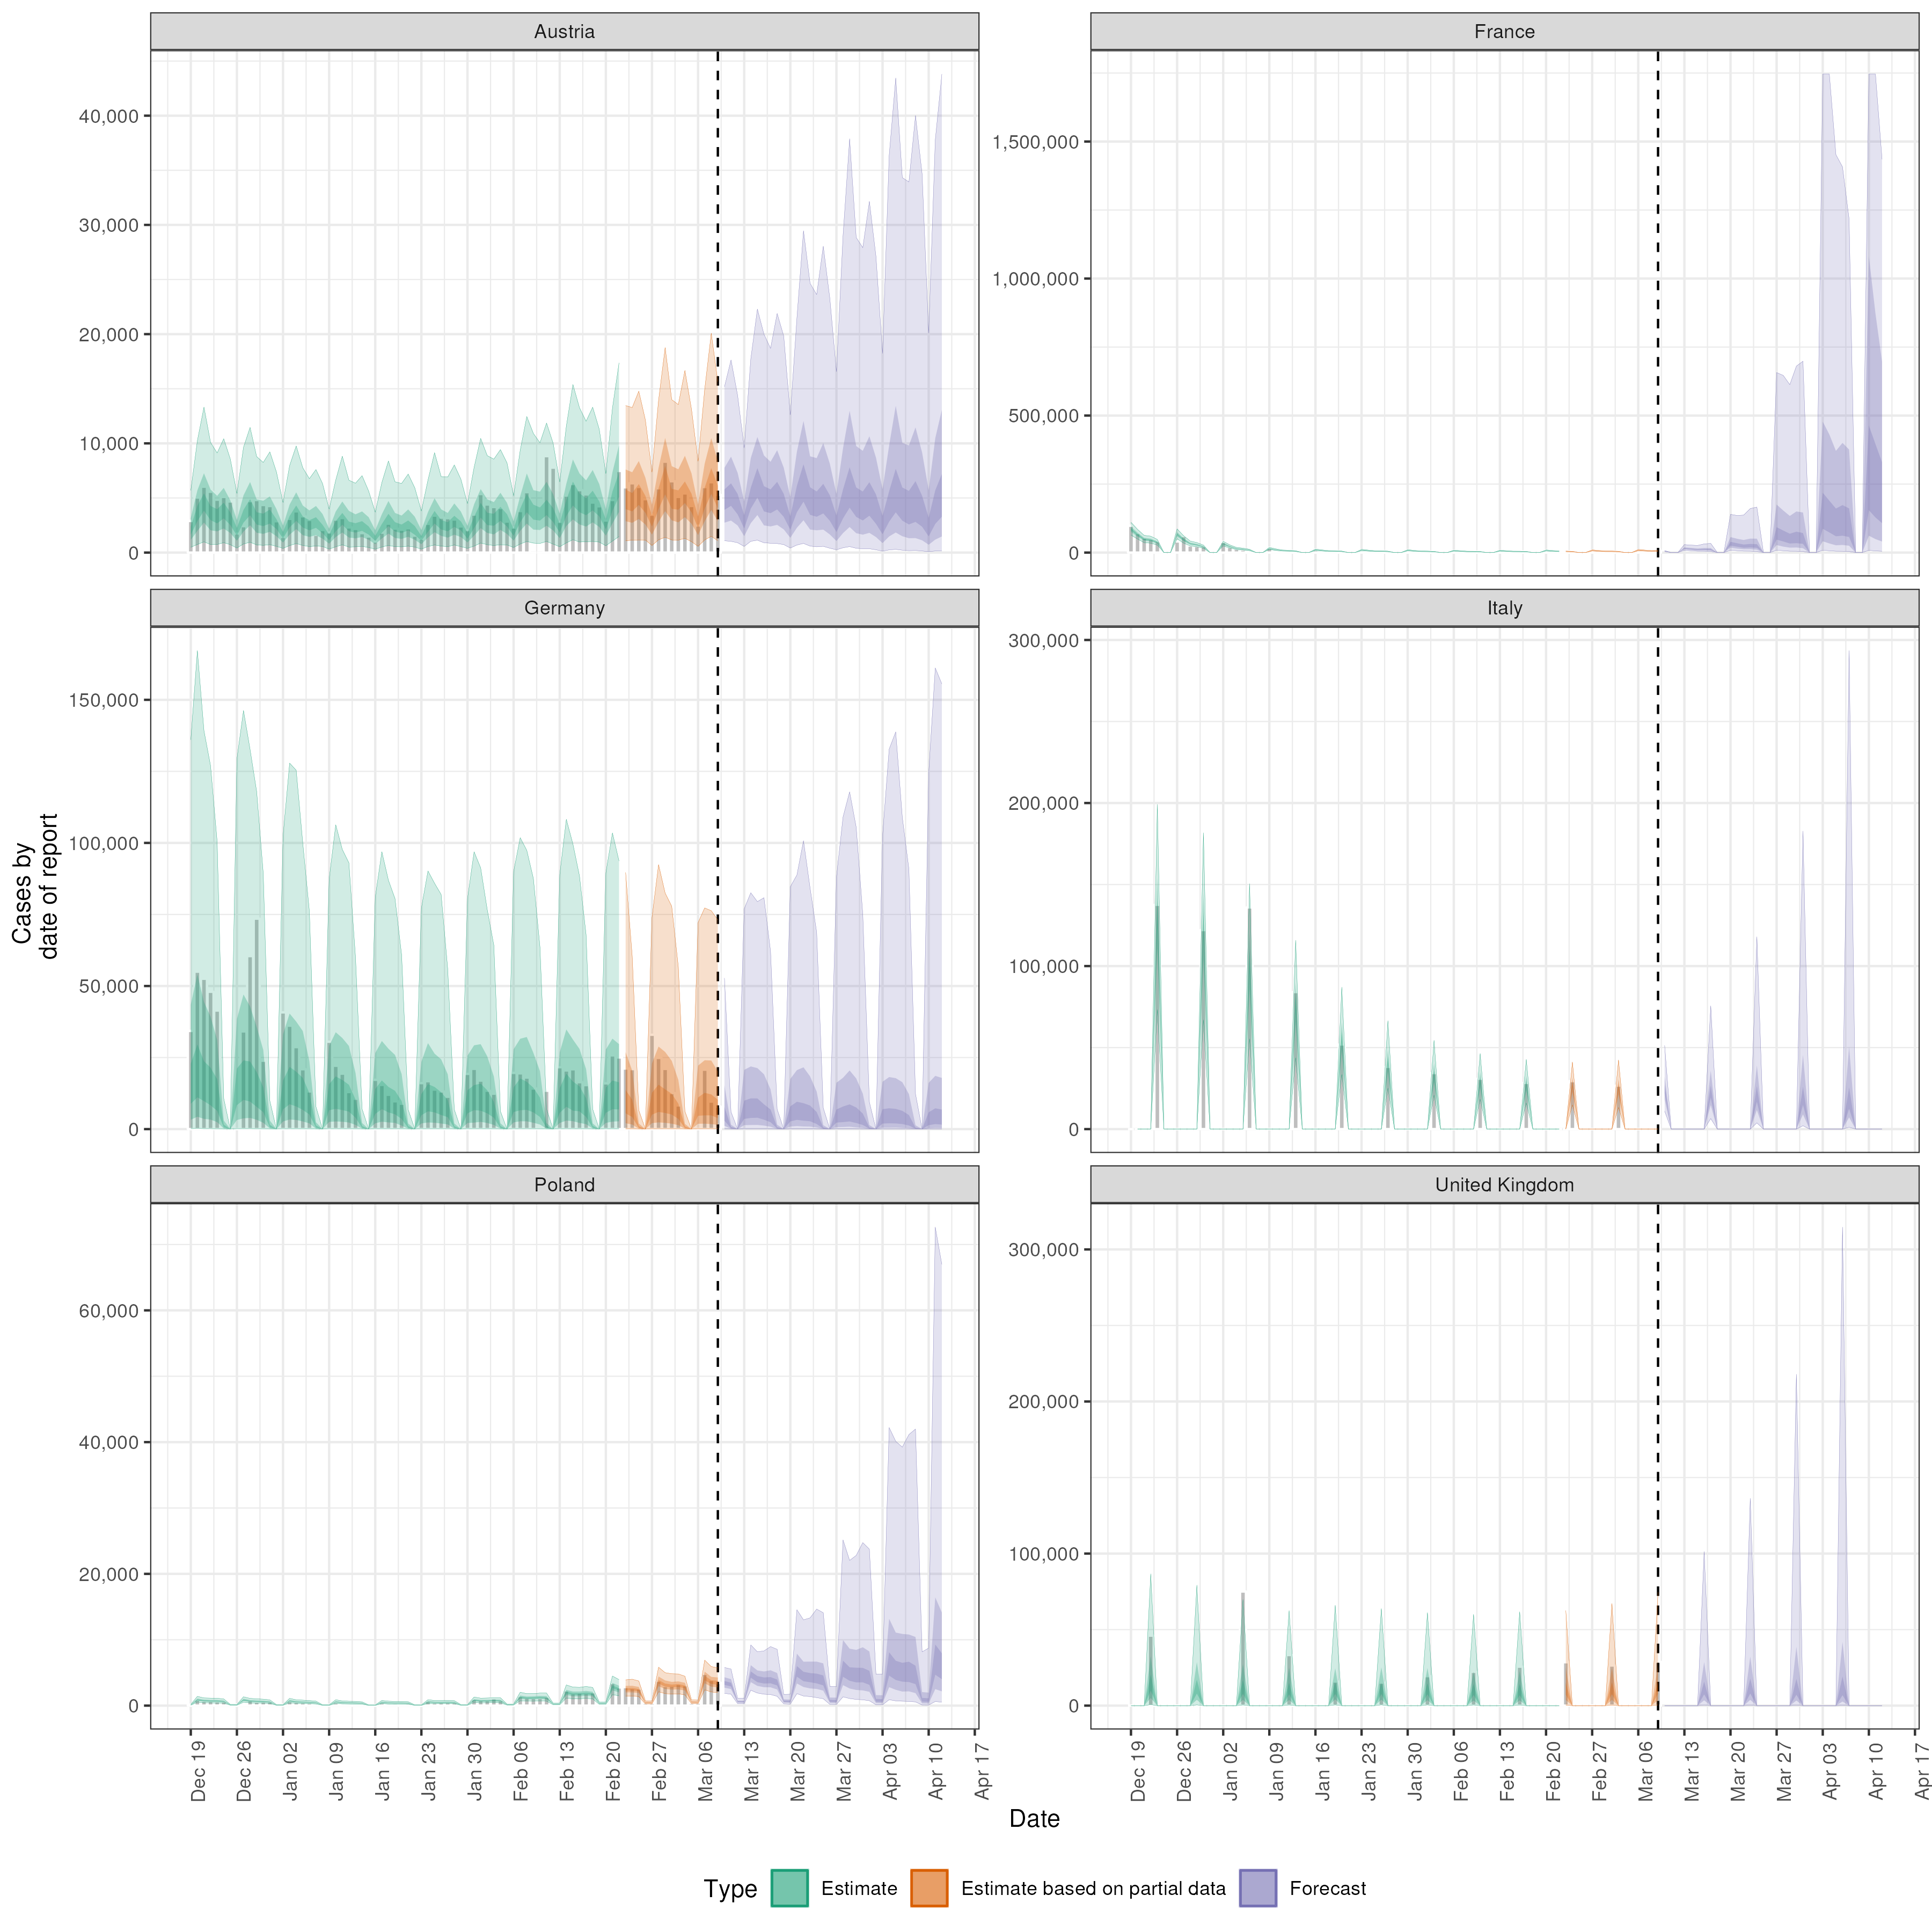 Austria
France
40,000
30,000
20,000
10,000
0
1,500,000
1,000,000
500,000
0
Germany
Italy
150,000
100,000
50,000
0
300,000
200,000
100,000
0
Cases by
date of report
Poland
United Kingdom
60,000
40,000
20,000
0
300,000
200,000
100,000
0
Dec 19
Dec 26
Jan 02
Jan 09
Jan 16
Jan 23
Jan 30
Feb 06
Feb 13
Feb 20
Feb 27
Mar 06
Mar 13
Mar 20
Mar 27
Apr 03
Apr 10
Apr 17
Dec 19
Dec 26
Jan 02
Jan 09
Jan 16
Jan 23
Jan 30
Feb 06
Feb 13
Feb 20
Feb 27
Mar 06
Mar 13
Mar 20
Mar 27
Apr 03
Apr 10
Apr 17
Date
Type Estimate Estimate based on partial data Forecast